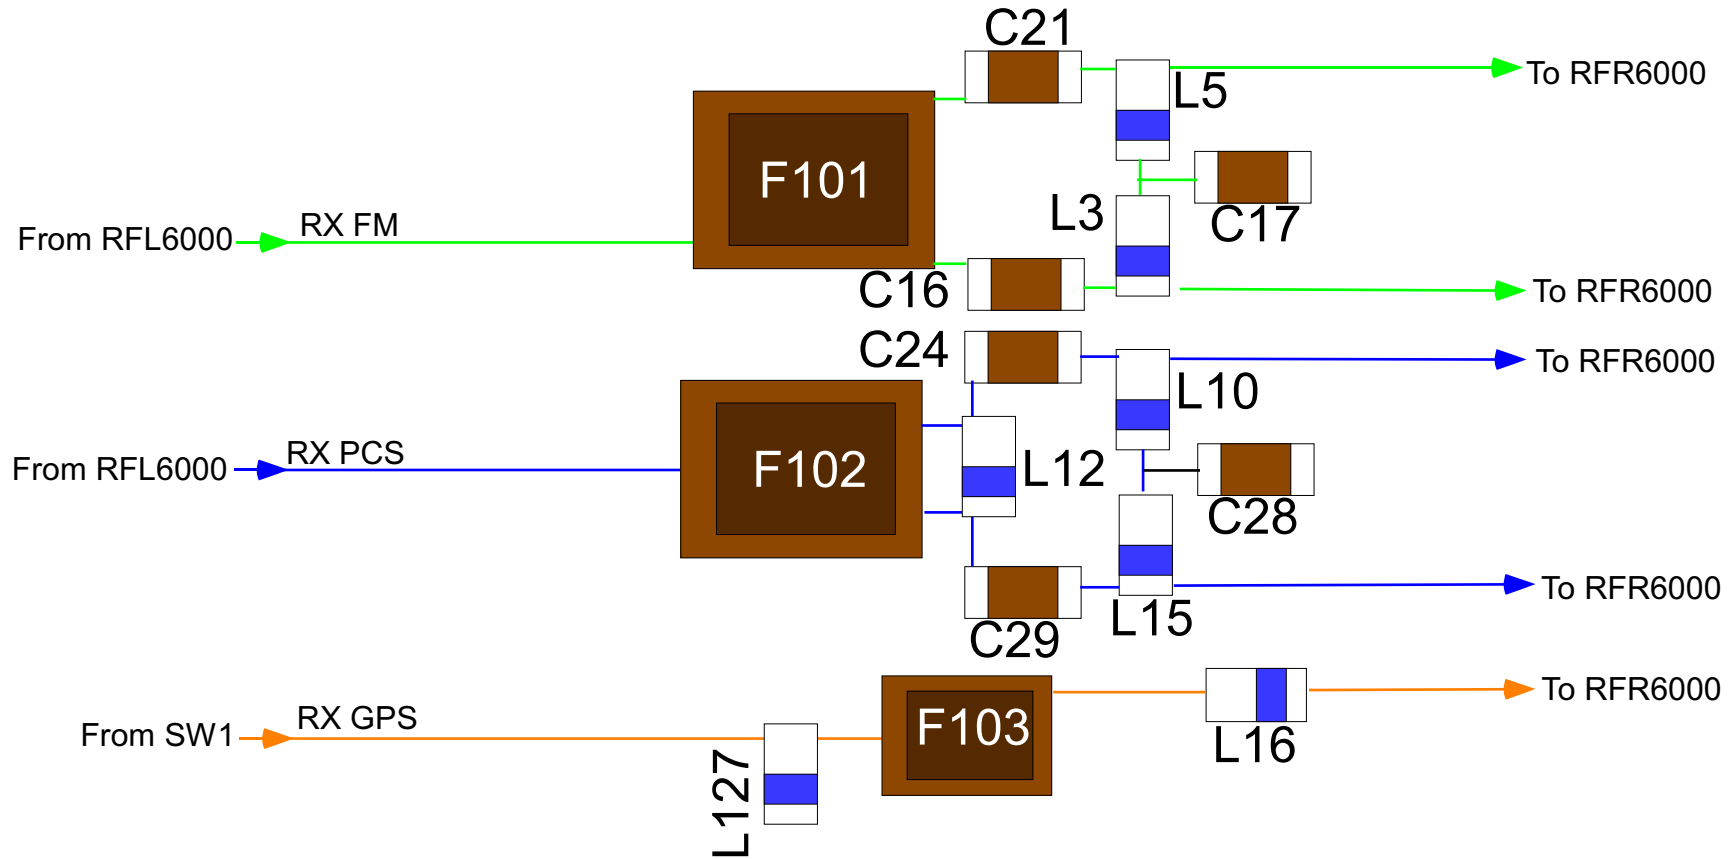 C21
To RFR6000
L5
F101
L3
C17
From RFL6000
RX FM
C16
To RFR6000
C24
To RFR6000
L10
From RFL6000
RX PCS
F102
L12
C28
C29
L15
To RFR6000
From SW1
RX GPS
L127
F103
L16
To RFR6000